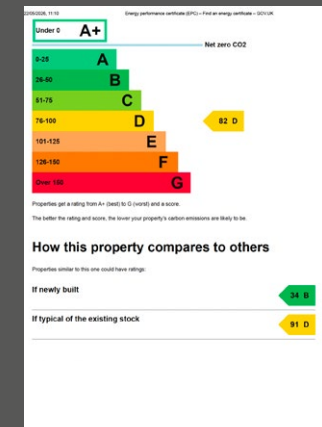 Energy performance certificate (EPC) – Find an energy certificate – GOV.UK
Under 0 A+
Net zero CO2
0-25 A
26-50 B
51-75 C
76-100 D 82 D
101-125 E
126-150 F
Over 150 G
Properties get a rating from A+ (best) to G (worst) and a score.
The better the rating and score, the lower your property's carbon emissions are likely to be.
How this property compares to others
Properties similar to this one could have ratings:
If newly built 34 B
If typical of the existing stock 91 D